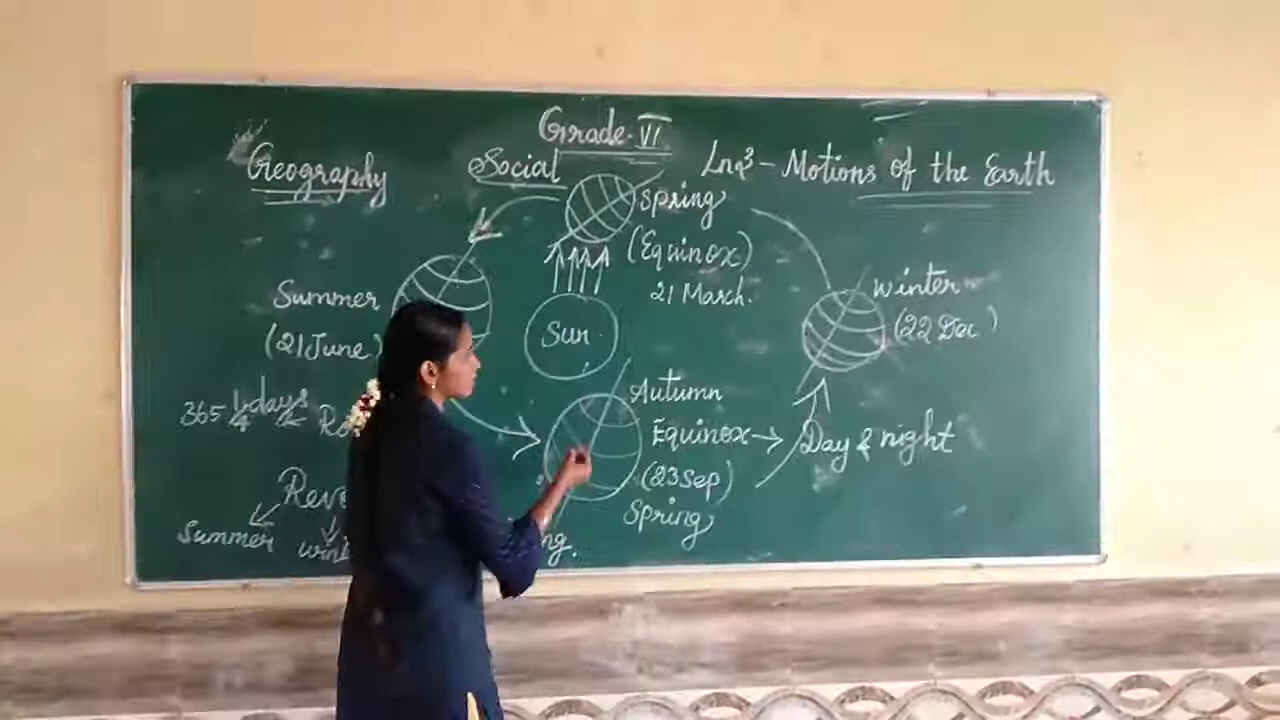 Grade VI
Geography
Social
Lnq 3 - Motions of the Earth
Spring
(Equinox)
21 March.
Winter
(22 Dec)
Summer
(21 June)
Sun
Autumn
Equinox → Day & night
(23 Sep)
Spring
365 1/4 days
Summer